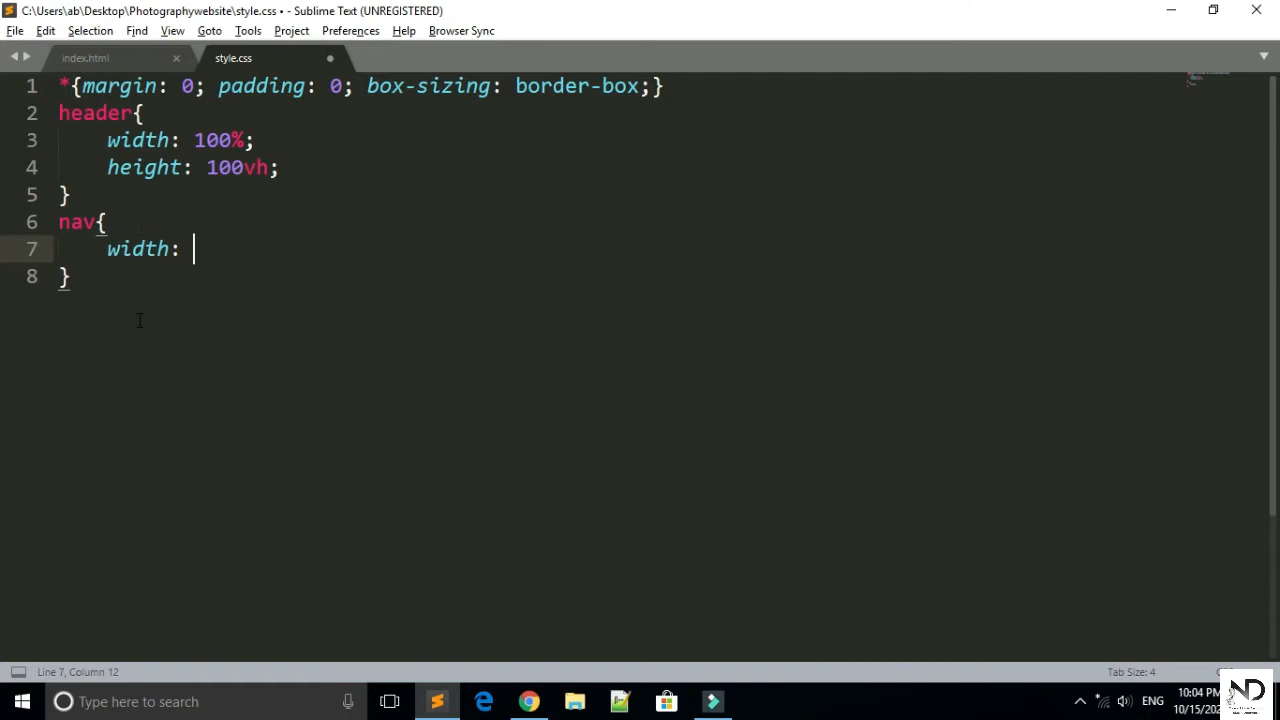 C:\Users\ab\Desktop\Photographywebsite\style.css • - Sublime Text (UNREGISTERED)
File Edit Selection Find View Goto Tools Project Preferences Help Browser Sync
index.html × style.css
1 *{margin: 0; padding: 0; box-sizing: border-box;}
2 header{
3 width: 100%;
4 height: 100vh;
5 }
6 nav{
7 width:
8 }
Line 7, Column 12 Tab Size: 4
Type here to search ENG 10:04 PM
10/15/20
ND